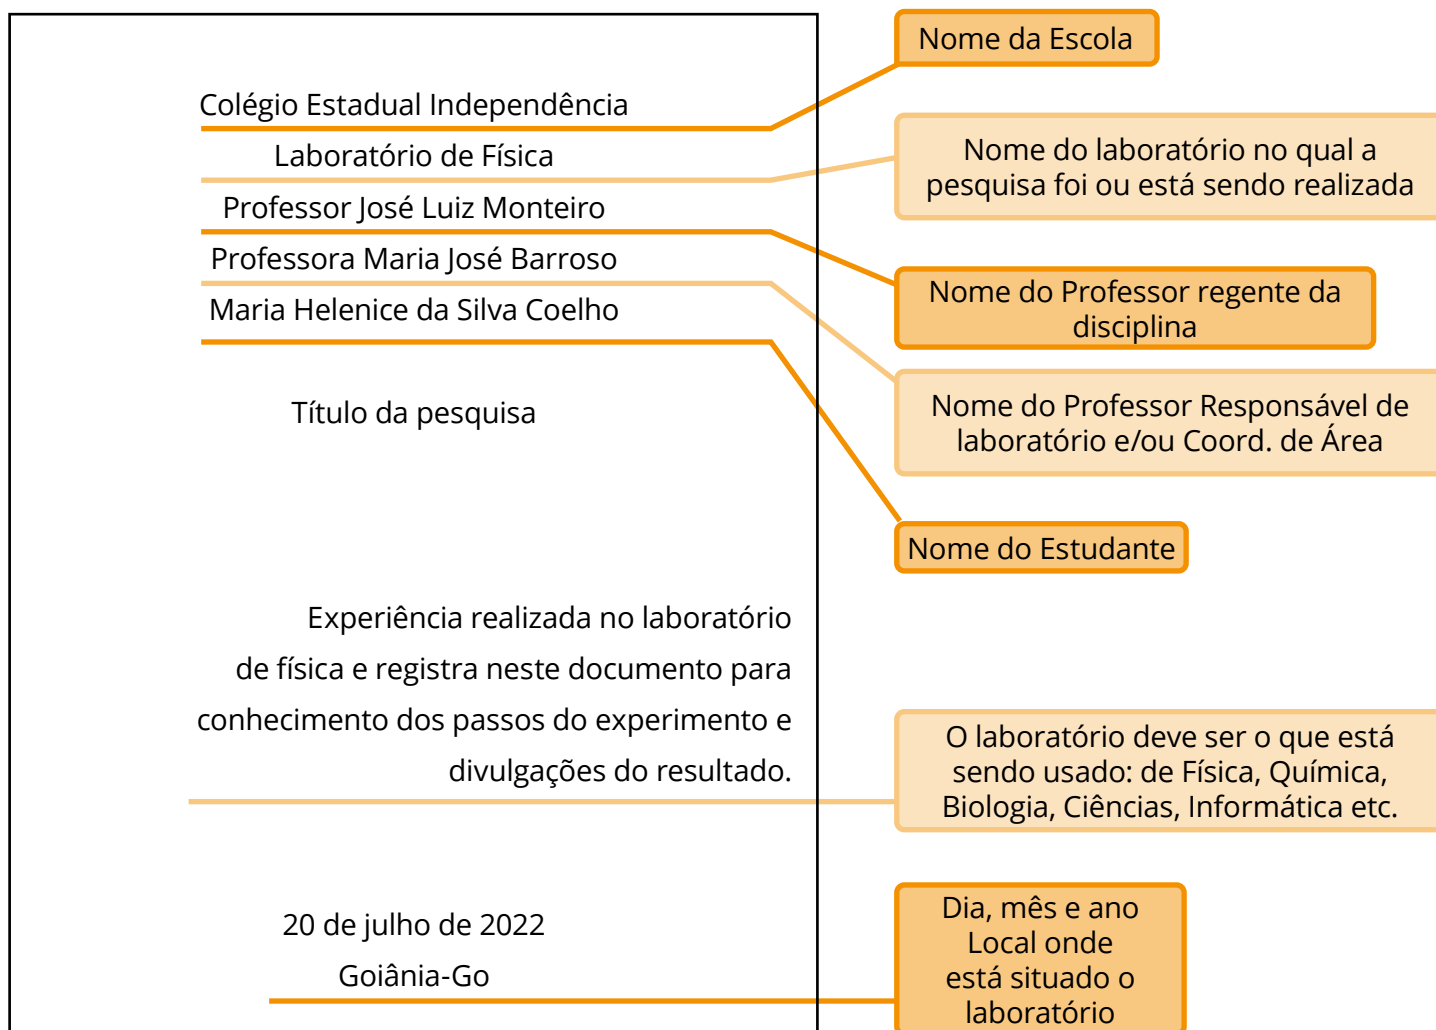 Colégio Estadual Independência
Laboratório de Física
Professor José Luiz Monteiro
Professora Maria José Barroso
Maria Helenice da Silva Coelho
Título da pesquisa
Experiência realizada no laboratório
de física e registra neste documento para
conhecimento dos passos do experimento e
divulgações do resultado.
20 de julho de 2022
Goiânia-Go
Nome da Escola
Nome do laboratório no qual a
pesquisa foi ou está sendo realizada
Nome do Professor regente da
disciplina
Nome do Professor Responsável de
laboratório e/ou Coord. de Área
Nome do Estudante
O laboratório deve ser o que está
sendo usado: de Física, Química,
Biologia, Ciências, Informática etc.
Dia, mês e ano
Local onde
está situado o
laboratório